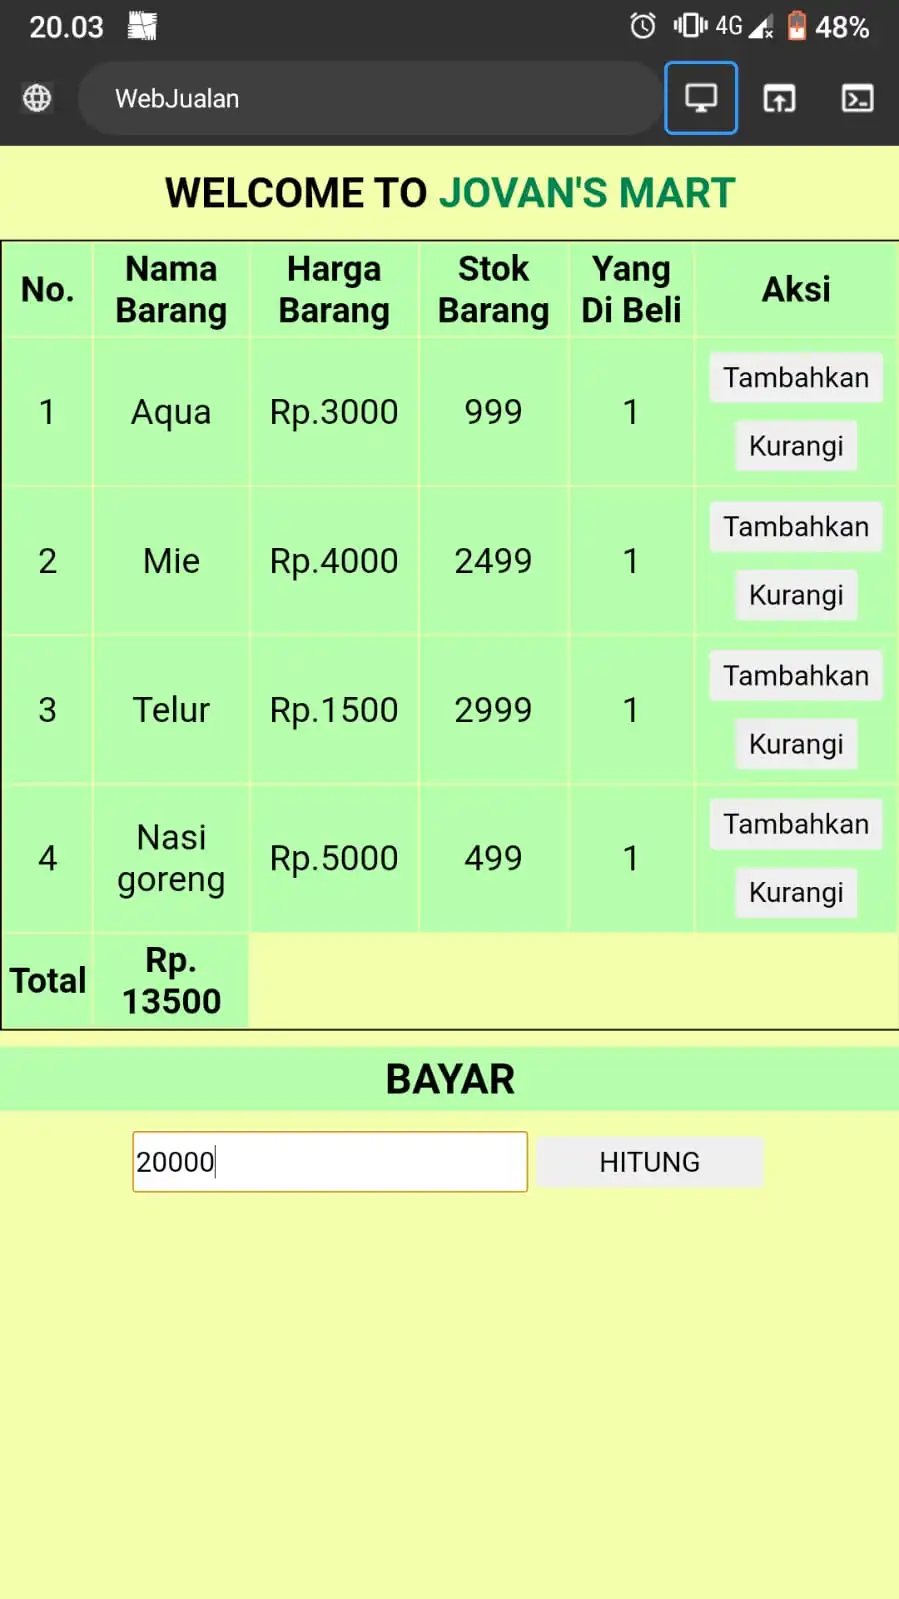 20.03 4G 48%
WebJualan
WELCOME TO JOVAN'S MART
No. Nama Barang Harga Barang Stok Barang Yang Di Beli Aksi
1 Aqua Rp.3000 999 1 Tambahkan
Kurangi
2 Mie Rp.4000 2499 1 Tambahkan
Kurangi
3 Telur Rp.1500 2999 1 Tambahkan
Kurangi
4 Nasi goreng Rp.5000 499 1 Tambahkan
Kurangi
Total Rp. 13500
BAYAR
20000 HITUNG